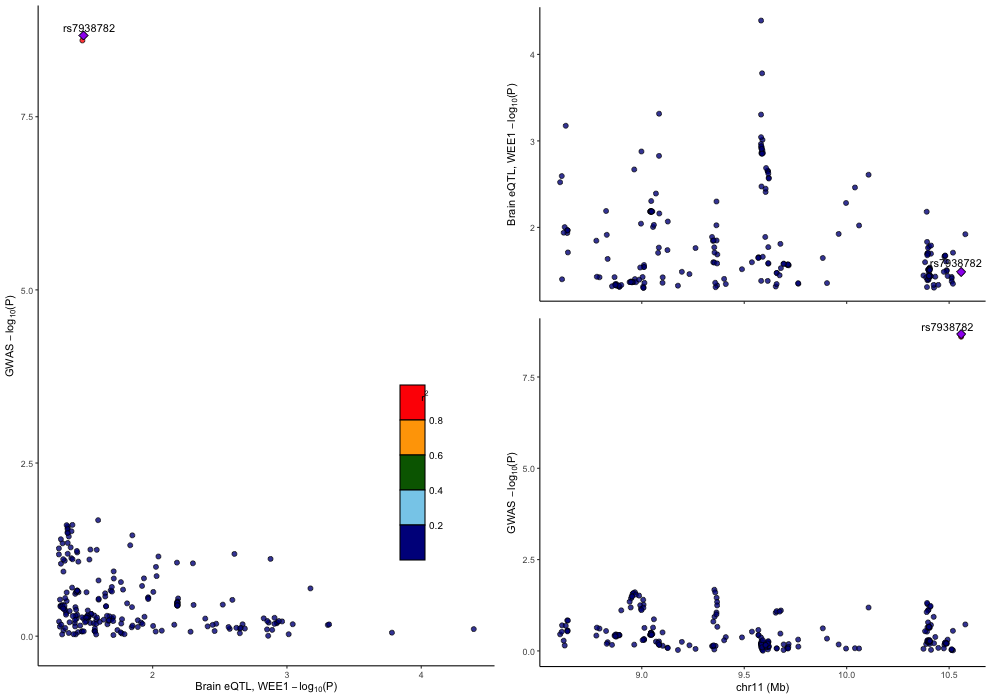 rs7938782
7.5
5.0
2.5
0.0
GWAS −log10(P)
2
3
4
Brain eQTL, WEE1 −log10(P)
r2
0.8
0.6
0.4
0.2
4
3
2
Brain eQTL, WEE1 −log10(P)
rs7938782
rs7938782
7.5
5.0
2.5
0.0
GWAS −log10(P)
9.0
9.5
10.0
10.5
chr11 (Mb)